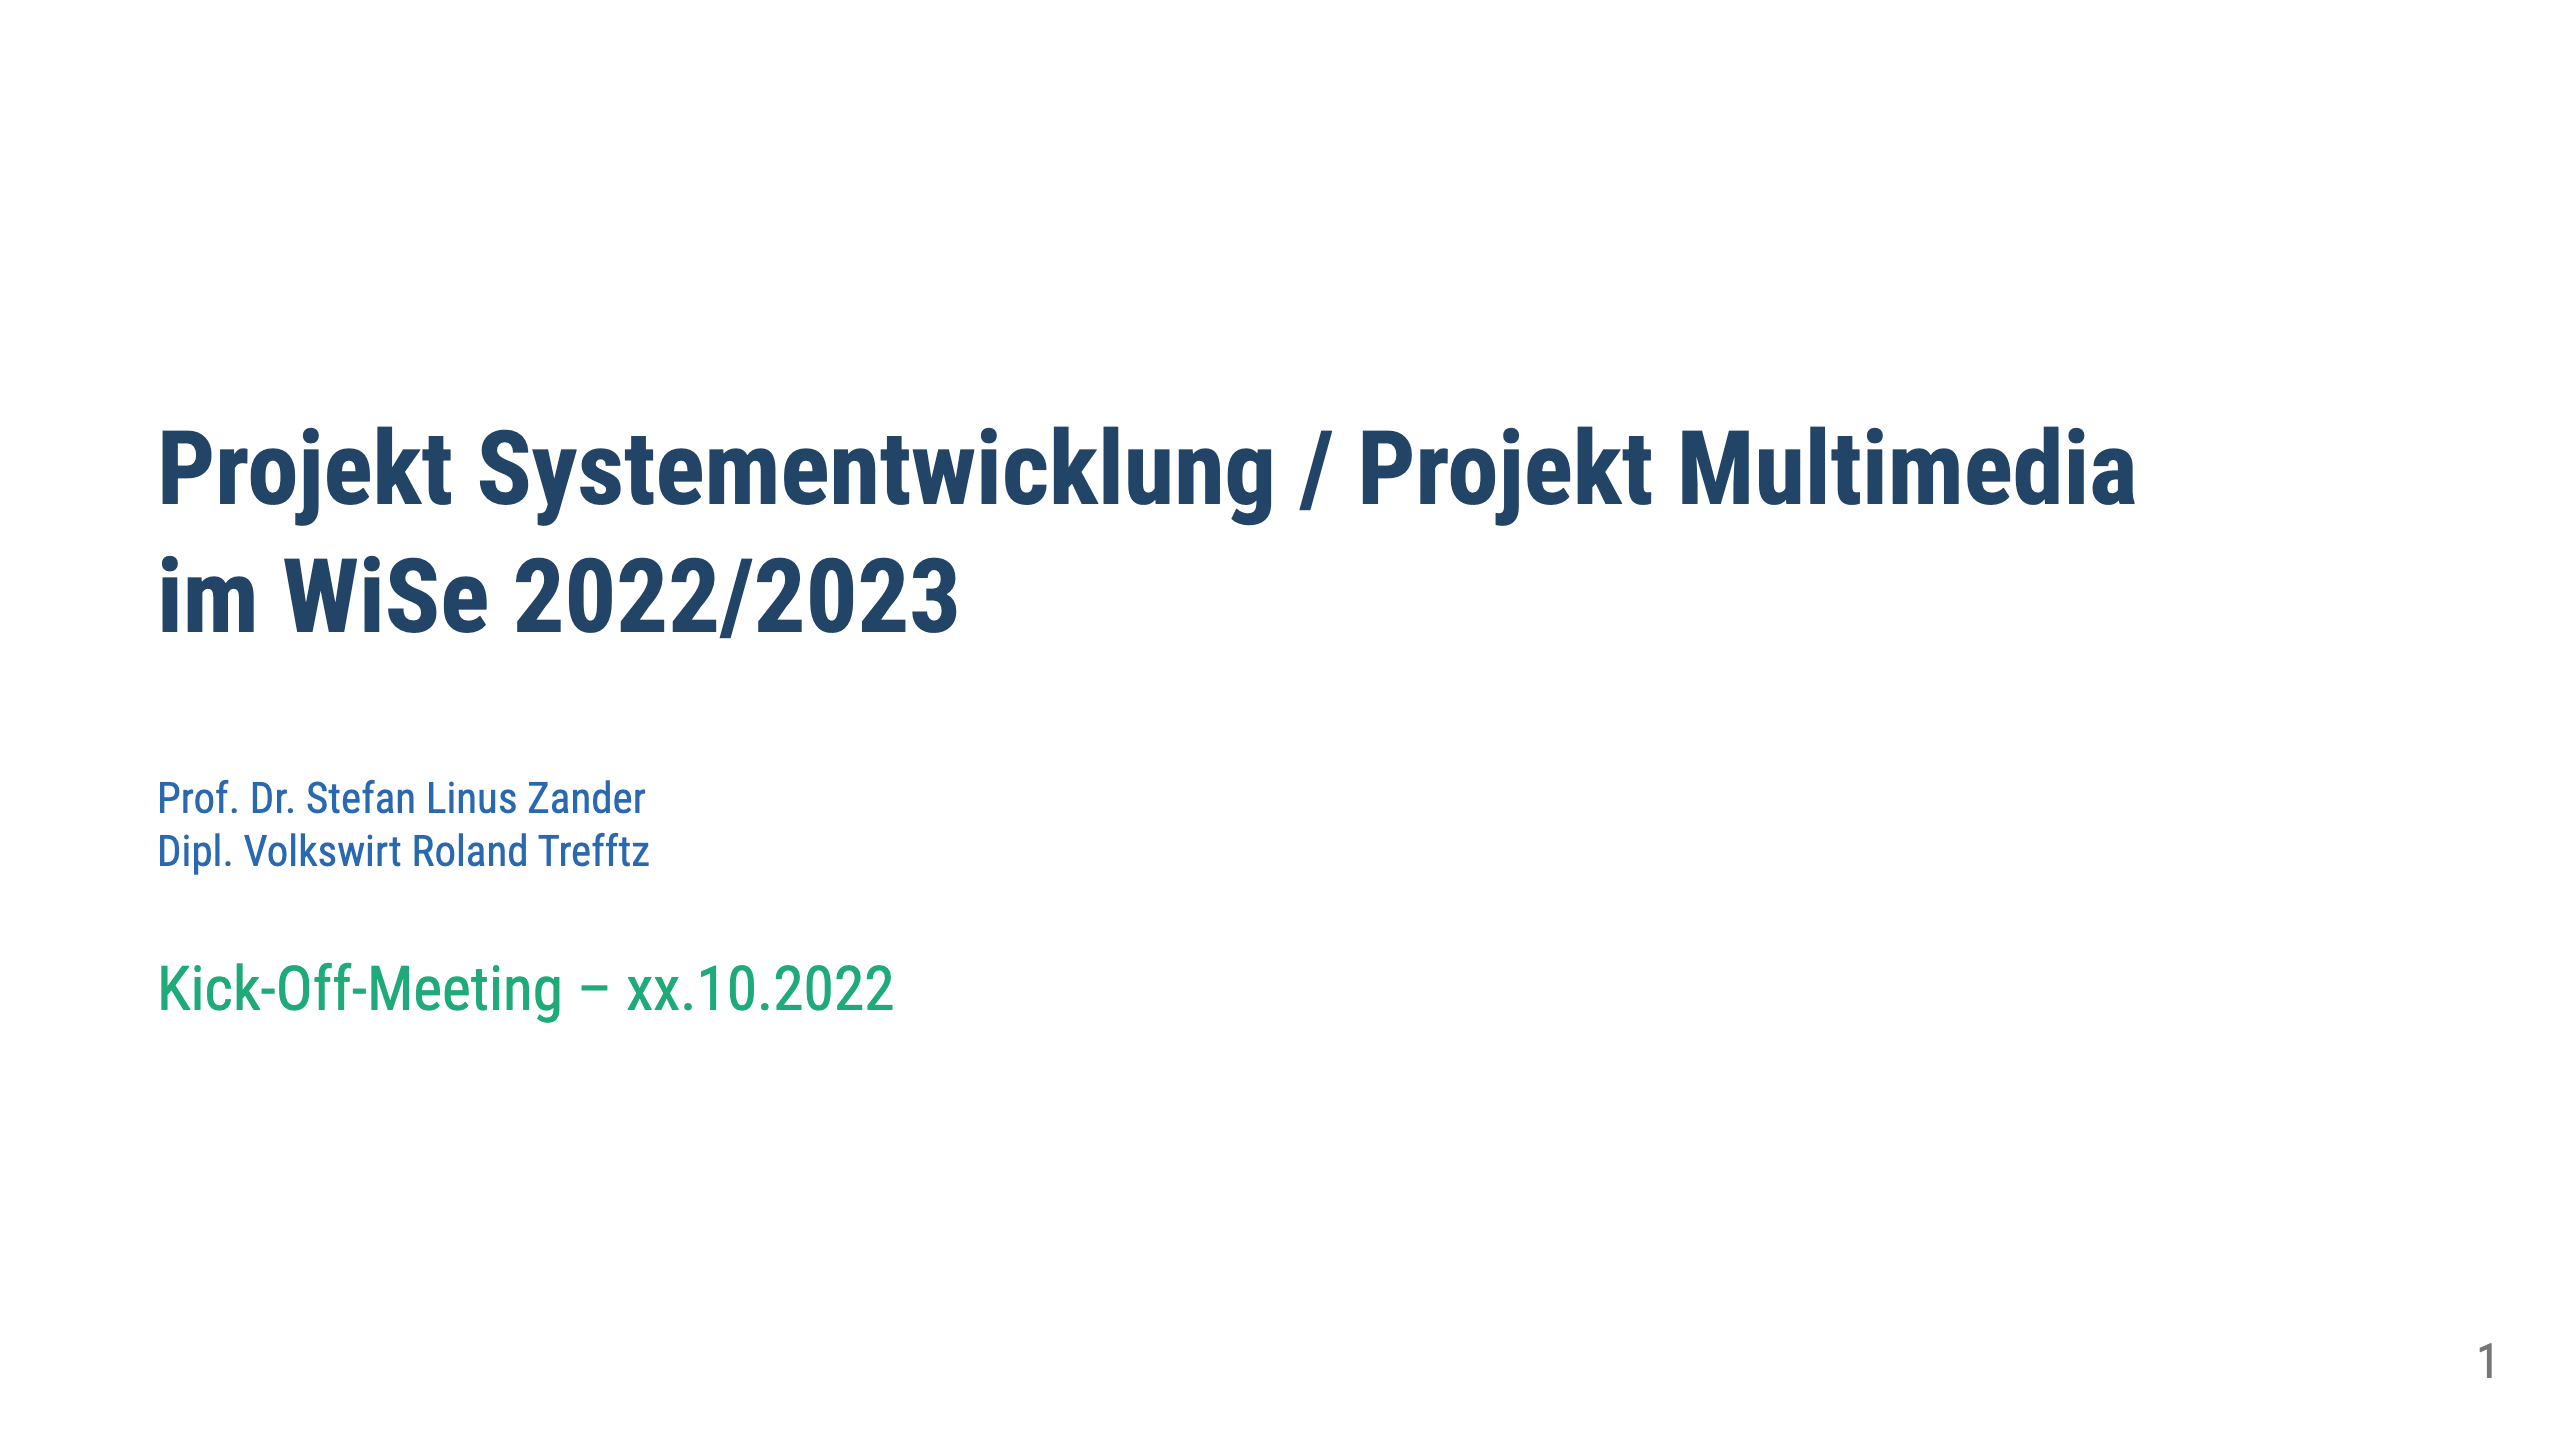 Projekt Systementwicklung / Projekt Multimedia
im WiSe 2022/2023
Prof. Dr. Stefan Linus Zander
Dipl. Volkswirt Roland Trefftz
Kick-Off-Meeting – xx.10.2022
1